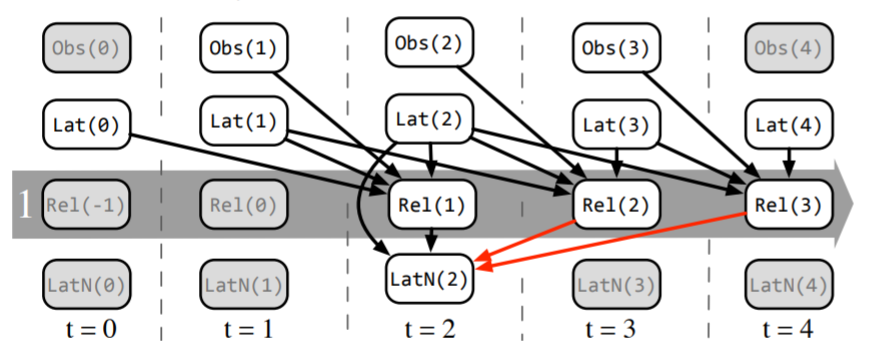 Obs(0) Obs(1) Obs(2) Obs(3) Obs(4)
Lat(0) Lat(1) Lat(2) Lat(3) Lat(4)
1 Rel(-1) Rel(0) Rel(1) Rel(2) Rel(3)
LatN(0) LatN(1) LatN(2) LatN(3) LatN(4)
t = 0 t = 1 t = 2 t = 3 t = 4